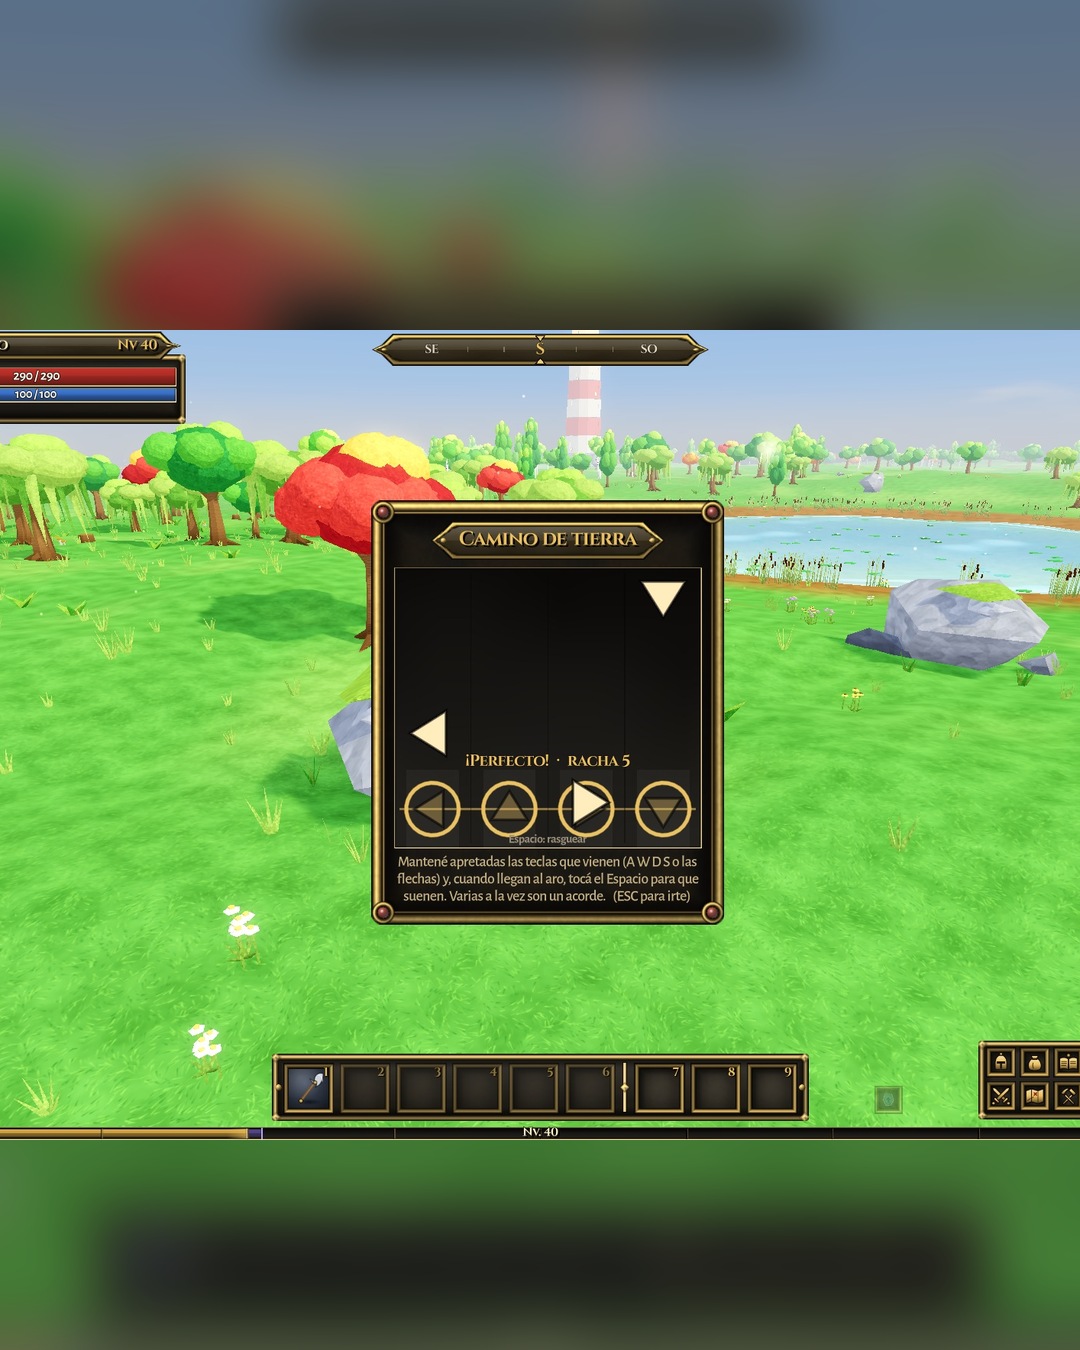 O
Nv 40
SE
S
SO
290/290
100/100
Camino de tierra
¡Perfecto! · racha 5
Espacio: rasguear
Mantené apretadas las teclas que vienen (A W D S o las
flechas) y, cuando llegan al aro, tocá el Espacio para que
suenen. Varias a la vez son un acorde. (ESC para irte)
1
2
3
4
5
6
7
8
9
Nv. 40